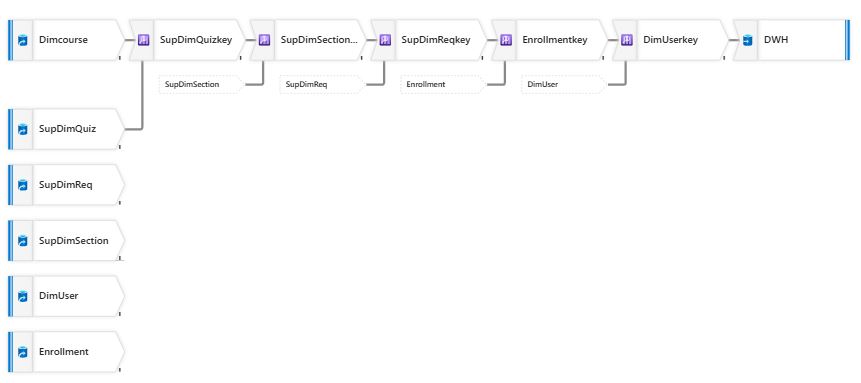 Dimcourse
SupDimQuizkey
SupDimSection...
SupDimReqkey
Enrollmentkey
DimUserkey
DWH
SupDimSection
SupDimReq
Enrollment
DimUser
SupDimQuiz
SupDimReq
SupDimSection
DimUser
Enrollment